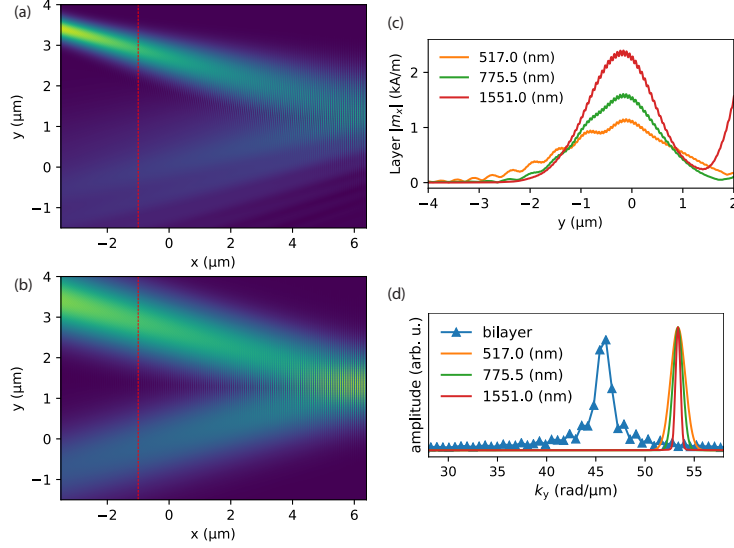 (a)
4
3
2
1
0
−1
y (μm)
−2
0
2
4
6
x (μm)
(b)
4
3
2
1
0
−1
y (μm)
−2
0
2
4
6
x (μm)
(c)
517.0 (nm)
775.5 (nm)
1551.0 (nm)
2
1
0
Layer |mₓ| (kA/m)
−4
−3
−2
−1
0
1
2
y (μm)
(d)
bilayer
517.0 (nm)
775.5 (nm)
1551.0 (nm)
amplitude (arb. u.)
30
35
40
45
50
55
k_y (rad/μm)